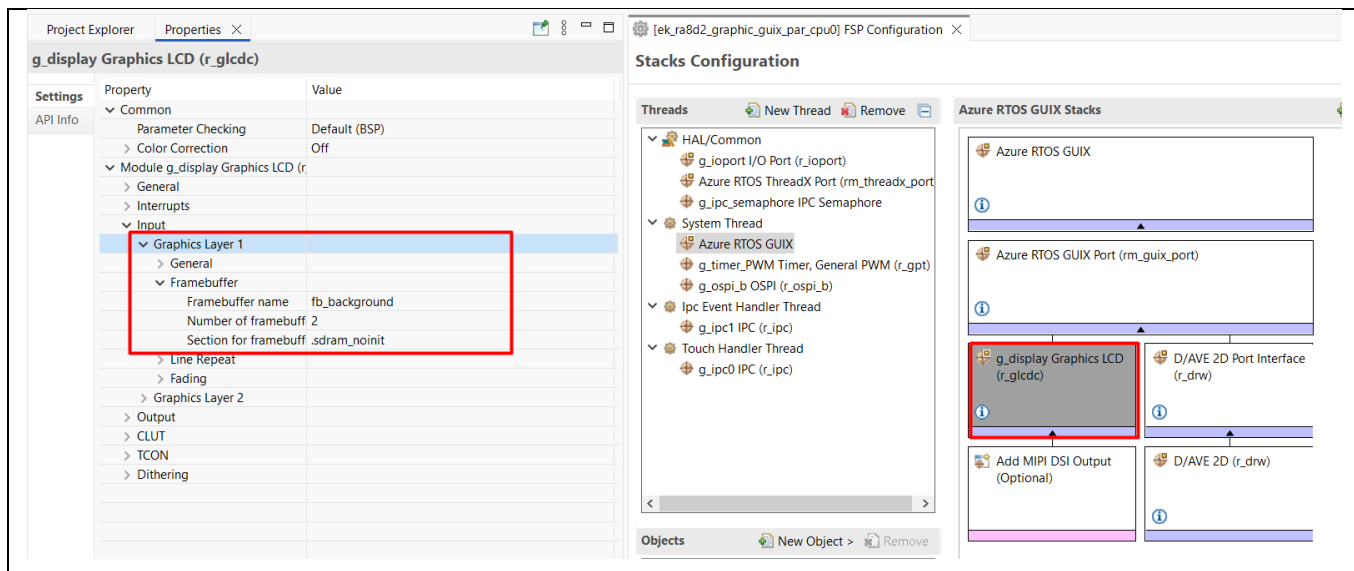 Project Explorer
Properties
g_display Graphics LCD (r_glcdc)
Settings
API Info
Property Value
Common
Parameter Checking Default (BSP)
Color Correction Off
Module g_display Graphics LCD (r
General
Interrupts
Input
Graphics Layer 1
General
Framebuffer
Framebuffer name fb_background
Number of framebuff 2
Section for framebuff .sdram_noinit
Line Repeat
Fading
Graphics Layer 2
Output
CLUT
TCON
Dithering
[ek_ra8d2_graphic_guix_par_cpu0] FSP Configuration
Stacks Configuration
Threads New Thread Remove
HAL/Common
g_ioport I/O Port (r_ioport)
Azure RTOS ThreadX Port (rm_threadx_port
g_ipc_semaphore IPC Semaphore
System Thread
Azure RTOS GUIX
g_timer_PWM Timer, General PWM (r_gpt)
g_ospi_b OSPI (r_ospi_b)
Ipc Event Handler Thread
g_ipc1 IPC (r_ipc)
Touch Handler Thread
g_ipc0 IPC (r_ipc)
Objects New Object > Remove
Azure RTOS GUIX Stacks
Azure RTOS GUIX
Azure RTOS GUIX Port (rm_guix_port)
g_display Graphics LCD
(r_glcdc)
D/AVE 2D Port Interface
(r_drw)
Add MIPI DSI Output
(Optional)
D/AVE 2D (r_drw)